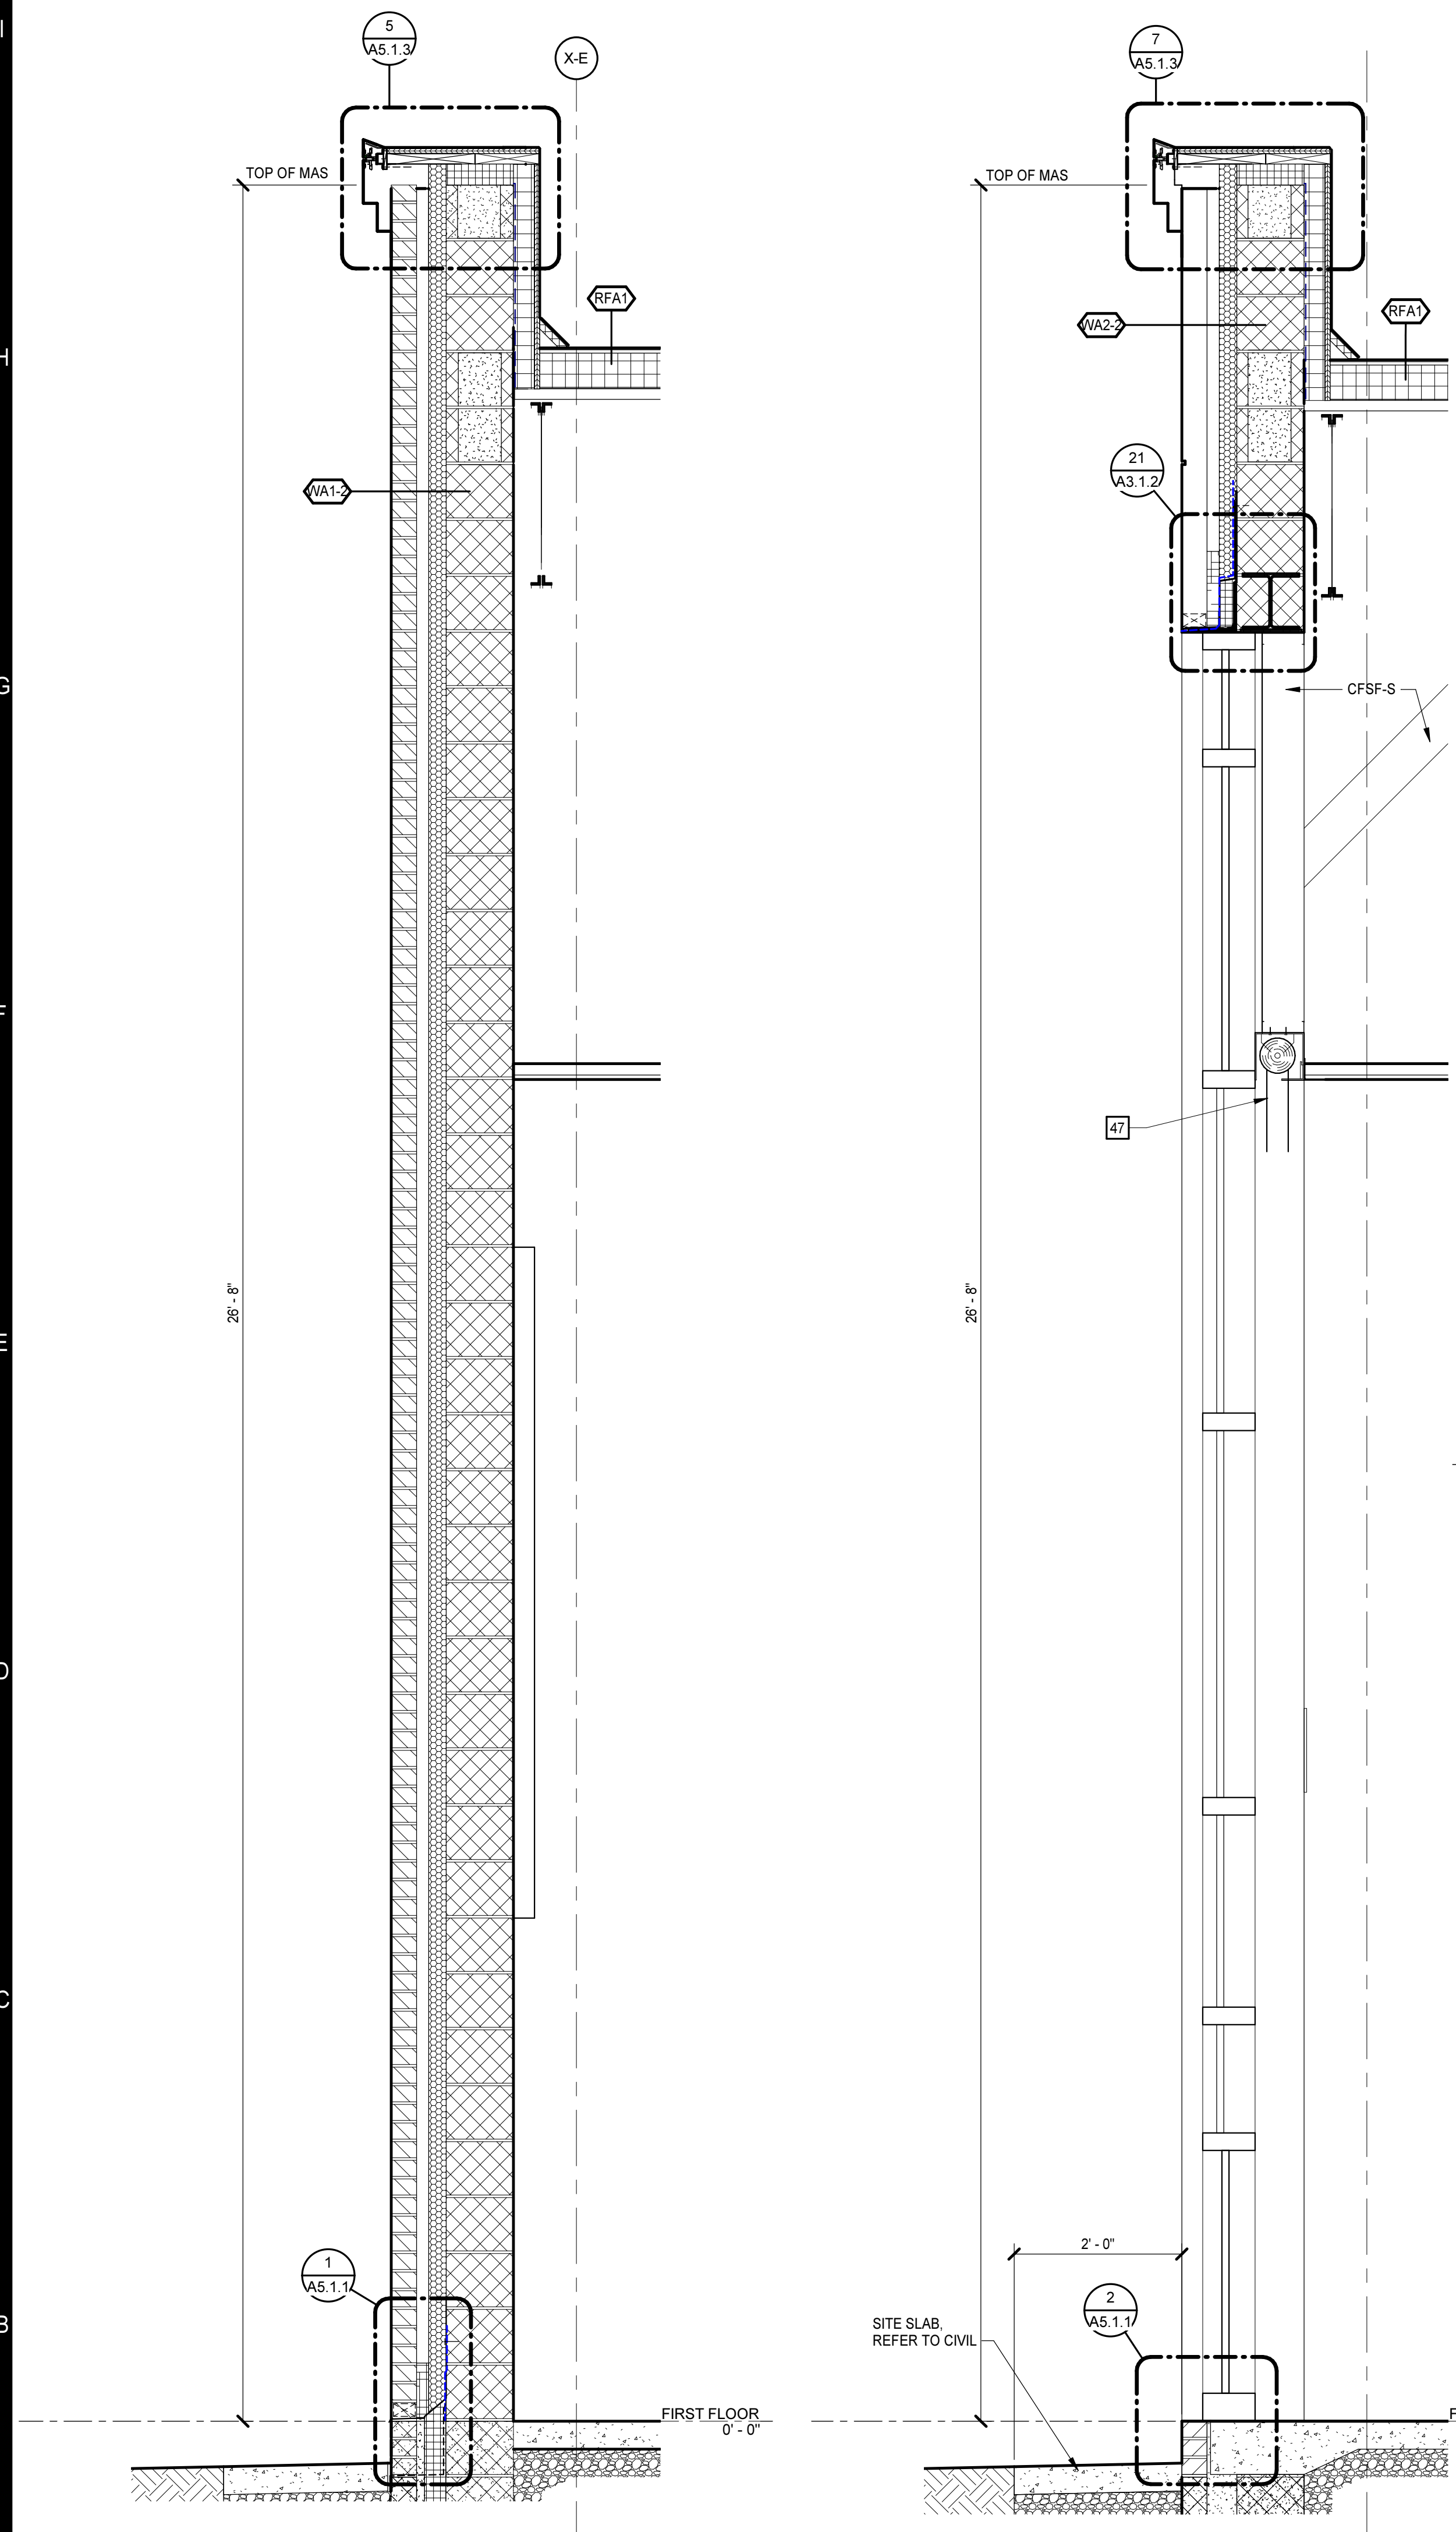 5
A5.1.3
X-E
7
A5.1.3
TOP OF MAS
TOP OF MAS
RFA1
RFA1
WA2-2
21
A3.1.2
WA1-2
CFSF-S
47
26' - 8"
26' - 8"
2' - 0"
1
A5.1.1
2
A5.1.1
SITE SLAB,
REFER TO CIVIL
FIRST FLOOR
0' - 0"
G
E
D
C
B